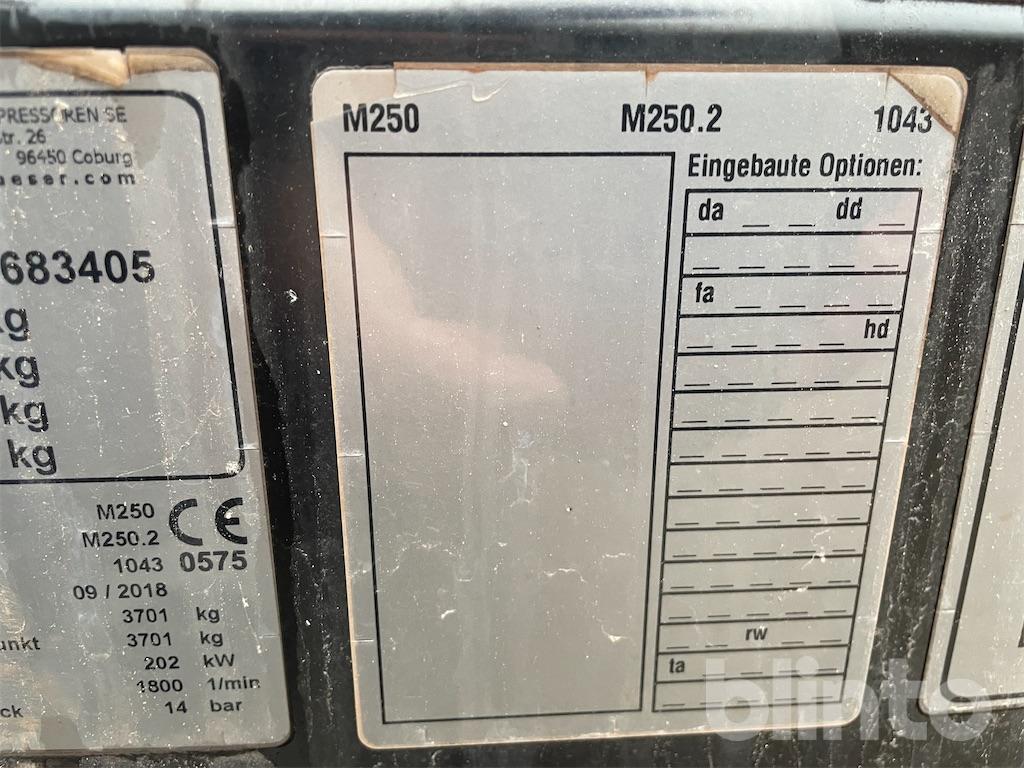 PRESSOREN SE
str. 26
96450 Coburg
eser.com
683405
kg
kg
kg
kg
M250
M250.2
1043
CE 0575
09 / 2018
3701 kg
unkt 3701 kg
202 kW
1800 1/min
ck 14 bar
M250 M250.2 1043
Eingebaute Optionen:
da _ _ _ dd _
_ _ _ _ _
fa _ _ _ _
_ _ _ _ hd
_ _ _ _ _
_ _ _ _ _
_ _ _ _ _
_ _ _ _ _
_ _ _ _ _
_ _ _ _ _
_ _ _ _ _
_ _ _ _ _
_ _ rw _ _
ta _ _ _ _
_ _ _ _ _
blinto